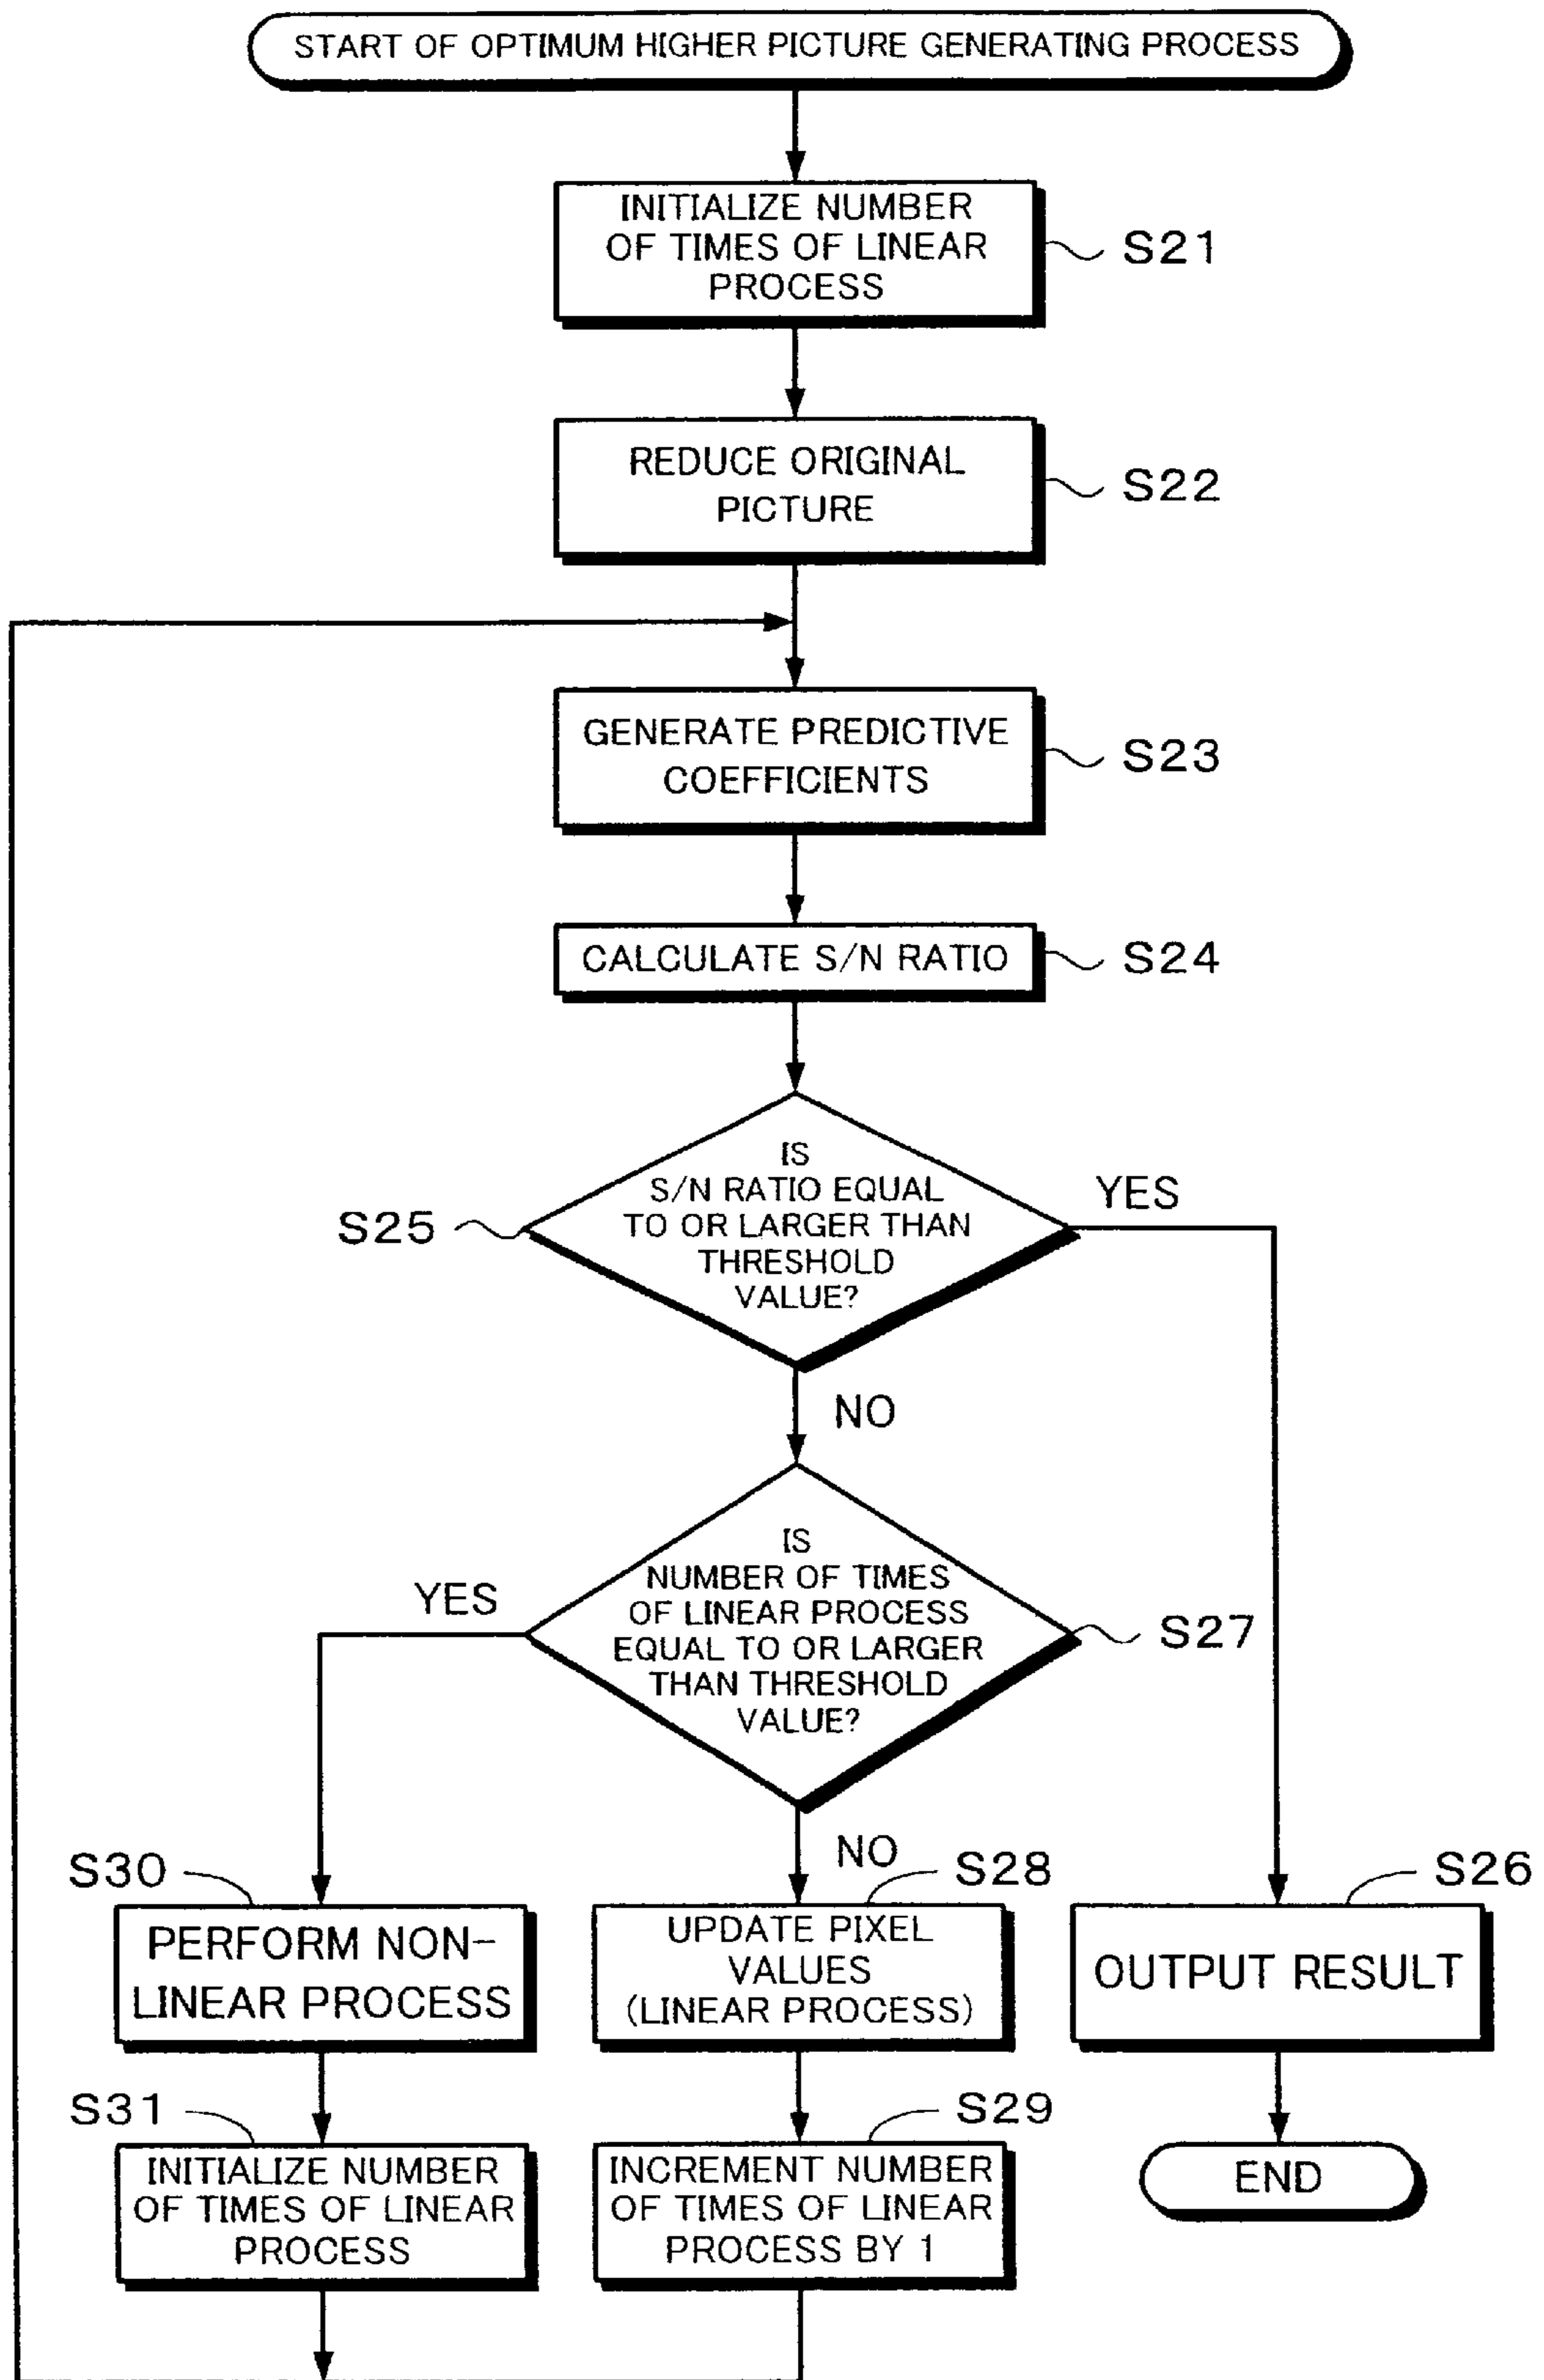 START OF OPTIMUM HIGHER PICTURE GENERATING PROCESS
INITIALIZE NUMBER
OF TIMES OF LINEAR
PROCESS
S21
REDUCE ORIGINAL
PICTURE
S22
GENERATE PREDICTIVE
COEFFICIENTS
S23
CALCULATE S/N RATIO
S24
IS
S/N RATIO EQUAL
TO OR LARGER THAN
THRESHOLD
VALUE?
S25
YES
NO
IS
NUMBER OF TIMES
OF LINEAR PROCESS
EQUAL TO OR LARGER
THAN THRESHOLD
VALUE?
YES
S27
NO
S30
PERFORM NON-
LINEAR PROCESS
S28
UPDATE PIXEL
VALUES
(LINEAR PROCESS)
S26
OUTPUT RESULT
S31
INITIALIZE NUMBER
OF TIMES OF LINEAR
PROCESS
S29
INCREMENT NUMBER
OF TIMES OF LINEAR
PROCESS BY 1
END